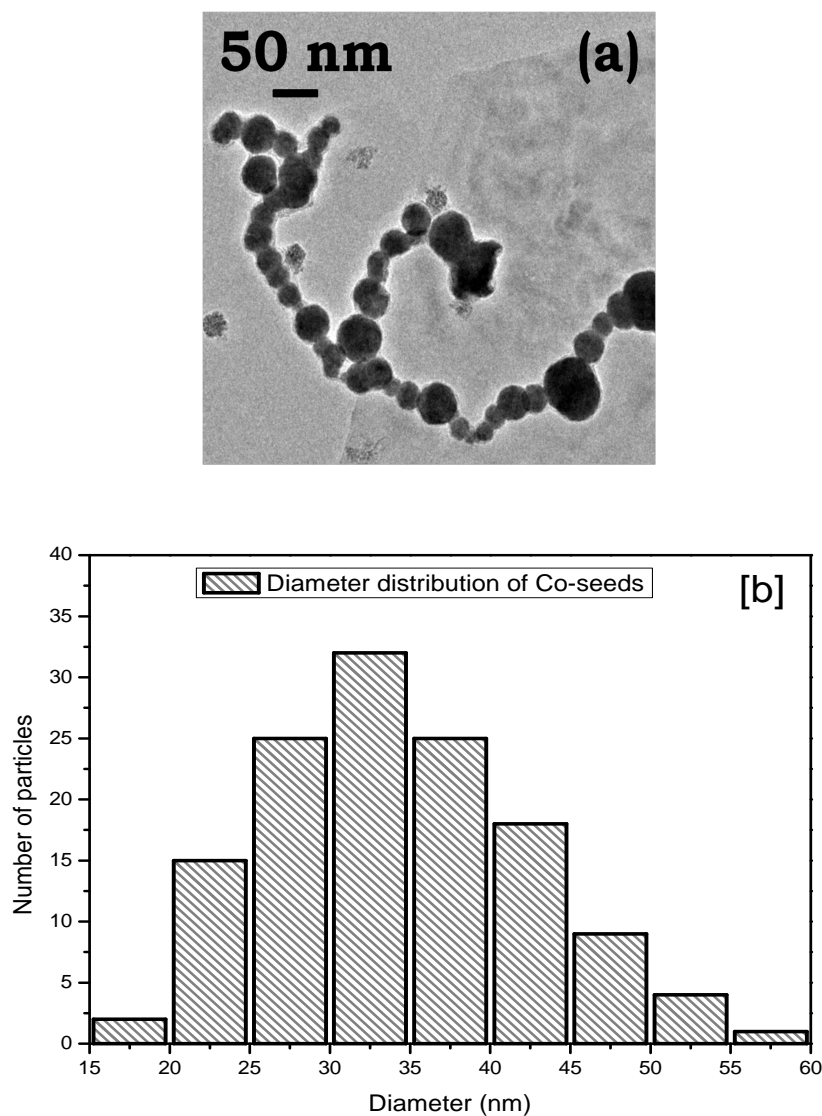 50 nm (a)
40
Diameter distribution of Co-seeds [b]
35
30
25
20
15
10
5
0
Number of particles
15 20 25 30 35 40 45 50 55 60
Diameter (nm)